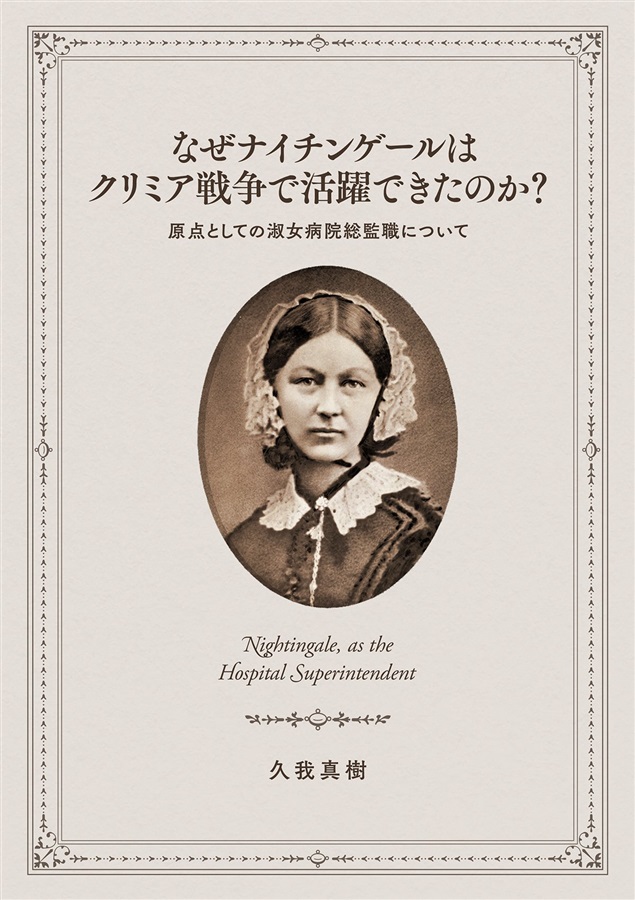 なぜナイチンゲールは
クリミア戦争で活躍できたのか？
原点としての淑女病院総監職について
Nightingale, as the
Hospital Superintendent
久我真樹